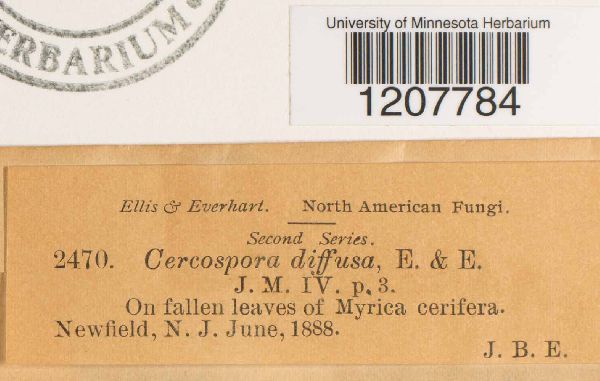 HERBARIUM.
University of Minnesota Herbarium
1207784
Ellis & Everhart. North American Fungi.
Second Series.
2470. Cercospora diffusa, E. & E.
J. M. IV. p. 3.
On fallen leaves of Myrica cerifera.
Newfield, N. J. June, 1888.
J. B. E.